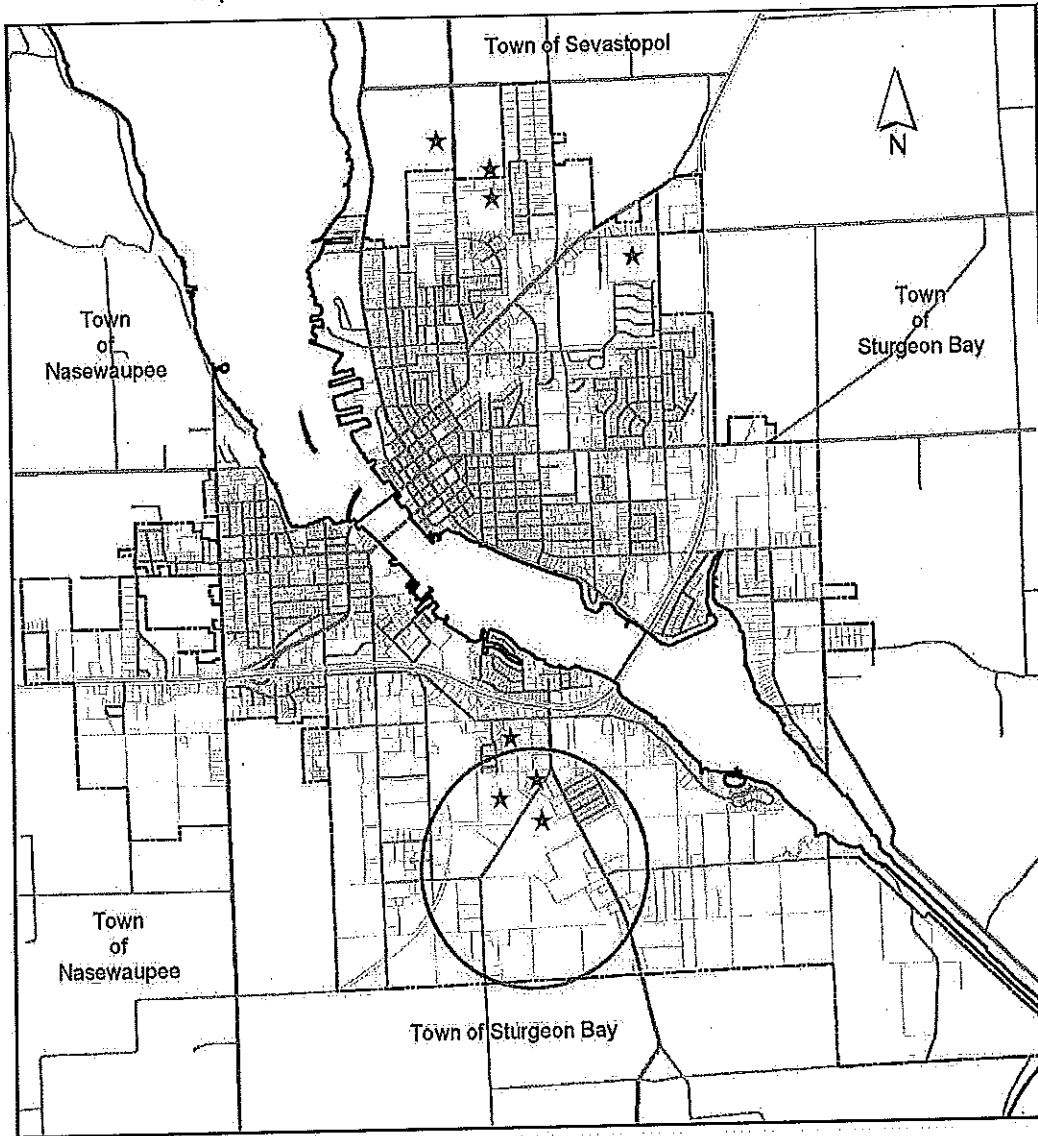 Town of Sevastopol
N
Town
of
Nasewaupee
Town
of
Sturgeon Bay
Town
of
Nasewaupee
Town of Sturgeon Bay